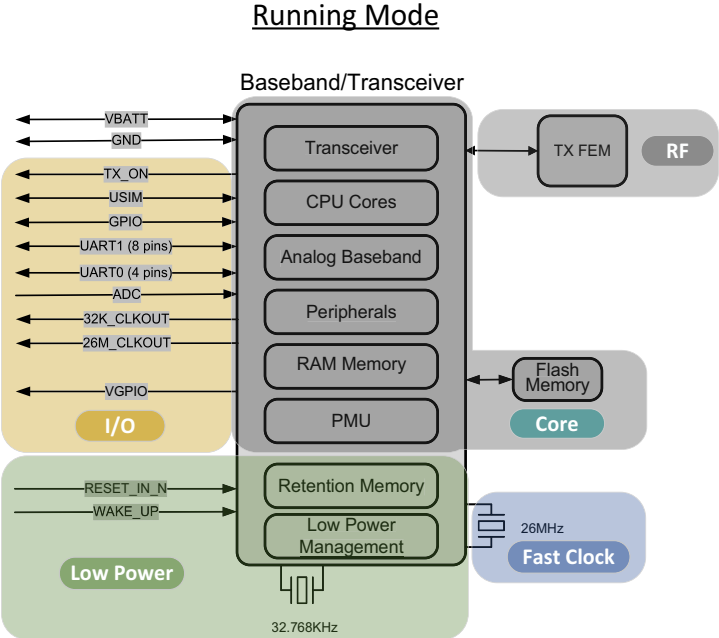 Running Mode
Baseband/Transceiver
VBATT
GND
TX_ON
USIM
GPIO
UART1 (8 pins)
UART0 (4 pins)
ADC
32K_CLKOUT
26M_CLKOUT
VGPIO
I/O
Transceiver
CPU Cores
Analog Baseband
Peripherals
RAM Memory
PMU
TX FEM
RF
Flash
Memory
Core
RESET_IN_N
WAKE_UP
Low Power
Retention Memory
Low Power
Management
26MHz
Fast Clock
32.768KHz